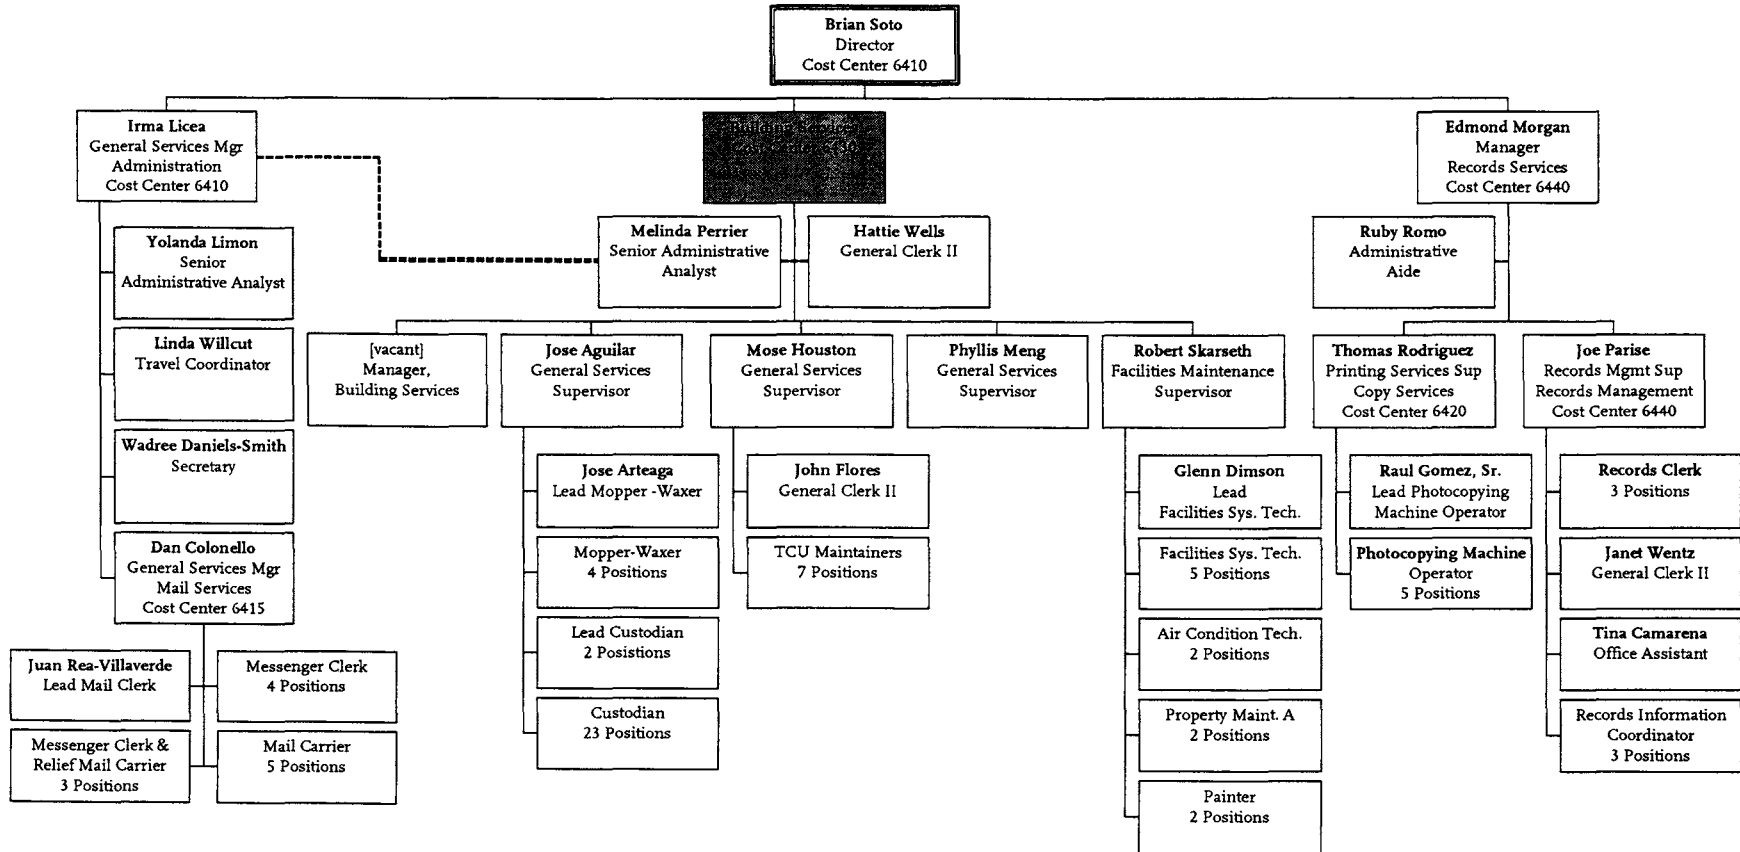 Brian Soto
Director
Cost Center 6410
Irma Licea
General Services Mgr
Administration
Cost Center 6410
Building Services
Cost Center 6430
Edmond Morgan
Manager
Records Services
Cost Center 6440
Yolanda Limon
Senior
Administrative Analyst
Melinda Perrier
Senior Administrative
Analyst
Hattie Wells
General Clerk II
Ruby Romo
Administrative
Aide
Linda Willcut
Travel Coordinator
[vacant]
Manager,
Building Services
Jose Aguilar
General Services
Supervisor
Mose Houston
General Services
Supervisor
Phyllis Meng
General Services
Supervisor
Robert Skarseth
Facilities Maintenance
Supervisor
Thomas Rodriguez
Printing Services Sup
Copy Services
Cost Center 6420
Joe Parise
Records Mgmt Sup
Records Management
Cost Center 6440
Wadree Daniels-Smith
Secretary
Dan Colonello
General Services Mgr
Mail Services
Cost Center 6415
Juan Rea-Villaverde
Lead Mail Clerk
Messenger Clerk
4 Positions
Messenger Clerk &
Relief Mail Carrier
3 Positions
Mail Carrier
5 Positions
Jose Arteaga
Lead Mopper -Waxer
Mopper-Waxer
4 Positions
Lead Custodian
2 Posistions
Custodian
23 Positions
John Flores
General Clerk II
TCU Maintainers
7 Positions
Glenn Dimson
Lead
Facilities Sys. Tech.
Facilities Sys. Tech.
5 Positions
Air Condition Tech.
2 Positions
Property Maint. A
2 Positions
Painter
2 Positions
Raul Gomez, Sr.
Lead Photocopying
Machine Operator
Photocopying Machine
Operator
5 Positions
Records Clerk
3 Positions
Janet Wentz
General Clerk II
Tina Camarena
Office Assistant
Records Information
Coordinator
3 Positions